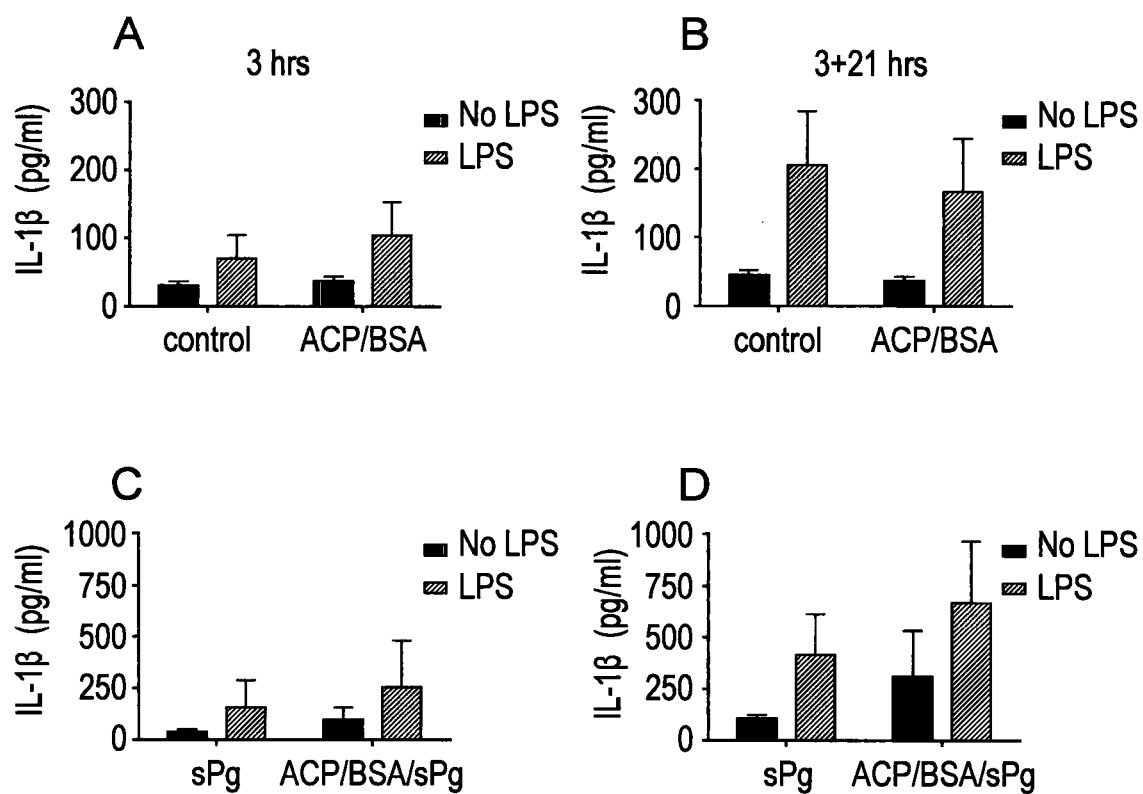 A
3 hrs
IL-1β (pg/ml)
300
200
100
0
No LPS
LPS
control ACP/BSA
B
3+21 hrs
IL-1β (pg/ml)
300
200
100
0
No LPS
LPS
control ACP/BSA
C
IL-1β (pg/ml)
1000
750
500
250
0
No LPS
LPS
sPg ACP/BSA/sPg
D
IL-1β (pg/ml)
1000
750
500
250
0
No LPS
LPS
sPg ACP/BSA/sPg